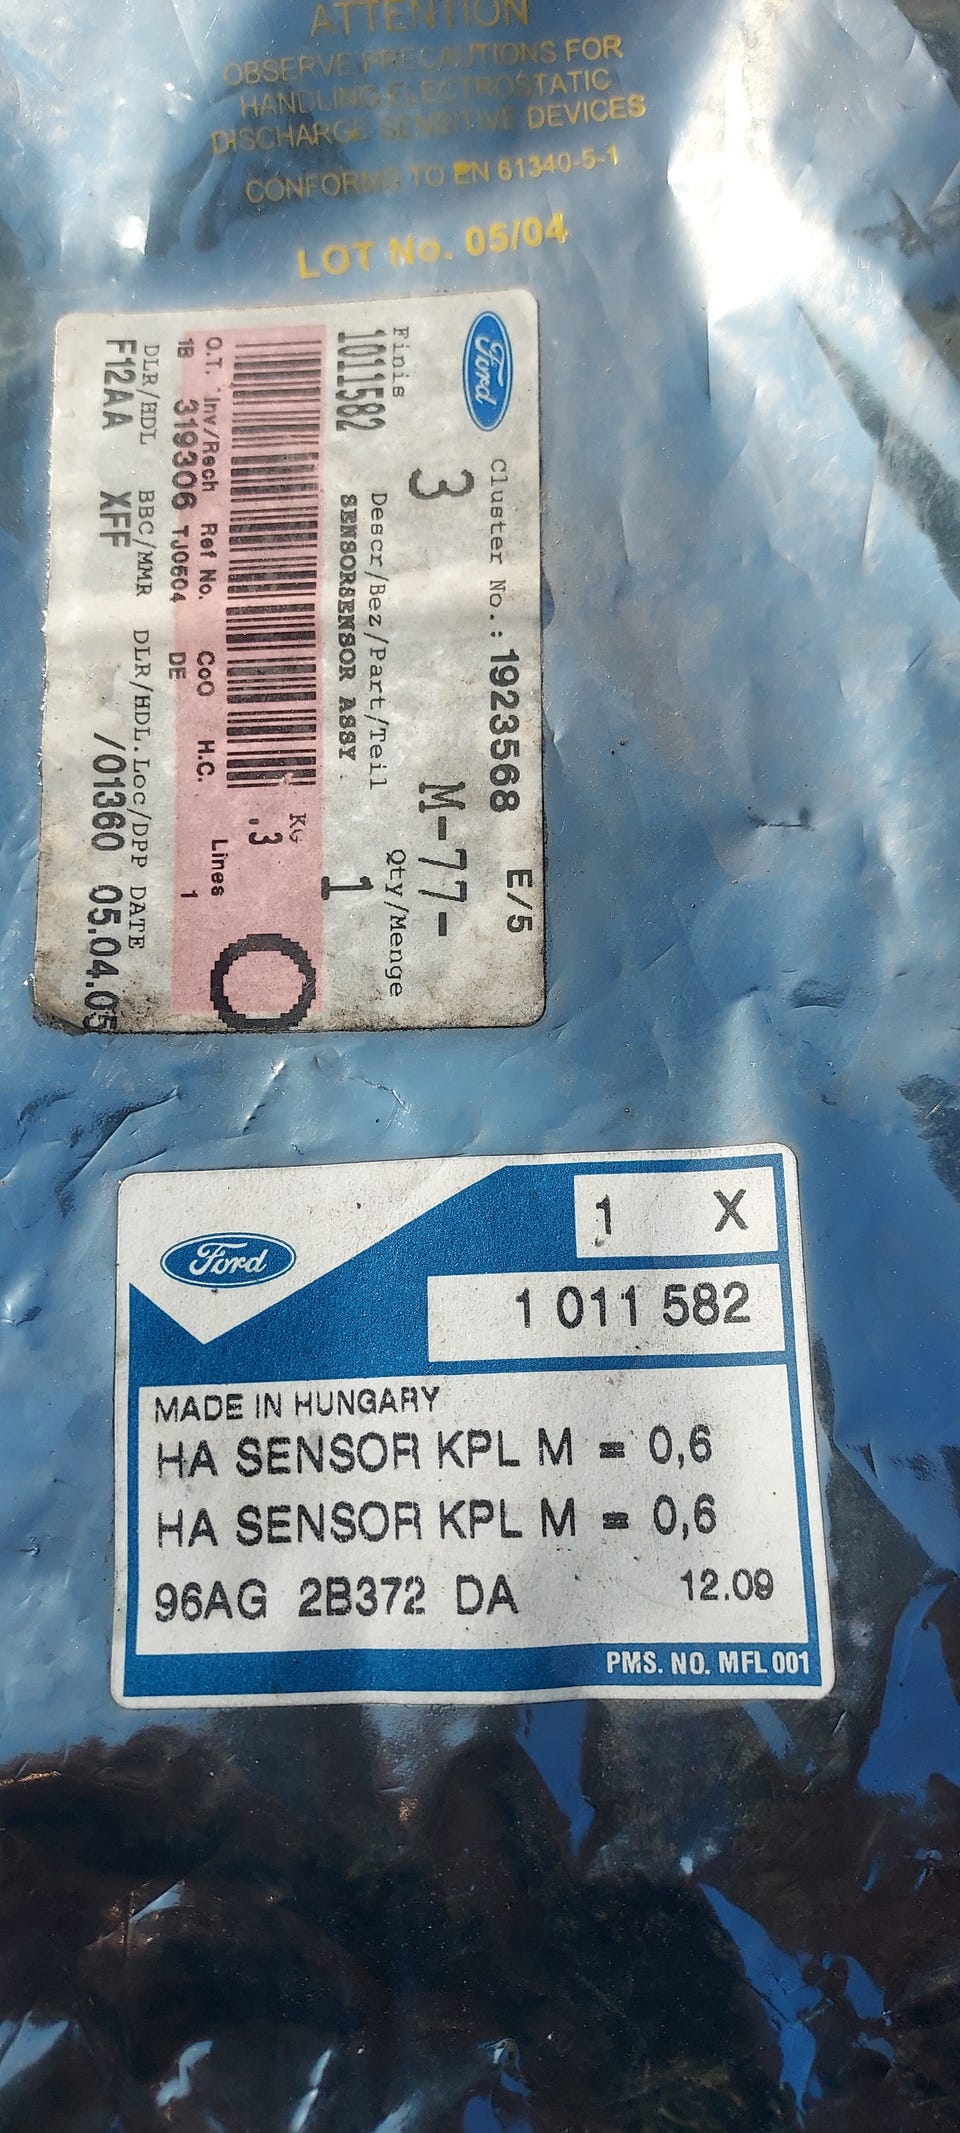 ATTENTION
OBSERVE PRECAUTIONS FOR
HANDLING ELECTROSTATIC
DISCHARGE SENSITIVE DEVICES
CONFORMS TO EN 61340-5-1
LOT No. 05/04
Ford
Cluster No.: 1923568 E/5
3 M-77-
Finis Descr/Bez/Part/Teil Qty/Menge
1011582 SENSORSENSOR ASSY 1
KG
.3
O.T. Inv/Rech Ref No. CoO H.C. Lines
1B 319306 TJ0504 DE 1
DLR/HDL BBC/MMR DLR/HDL.Loc/DPP DATE
F12AA XFF /01360 05.04.05
Ford
1 X
1 011 582
MADE IN HUNGARY
HA SENSOR KPL M = 0,6
HA SENSOR KPL M = 0,6
96AG 2B372 DA 12.09
PMS. NO. MFL 001